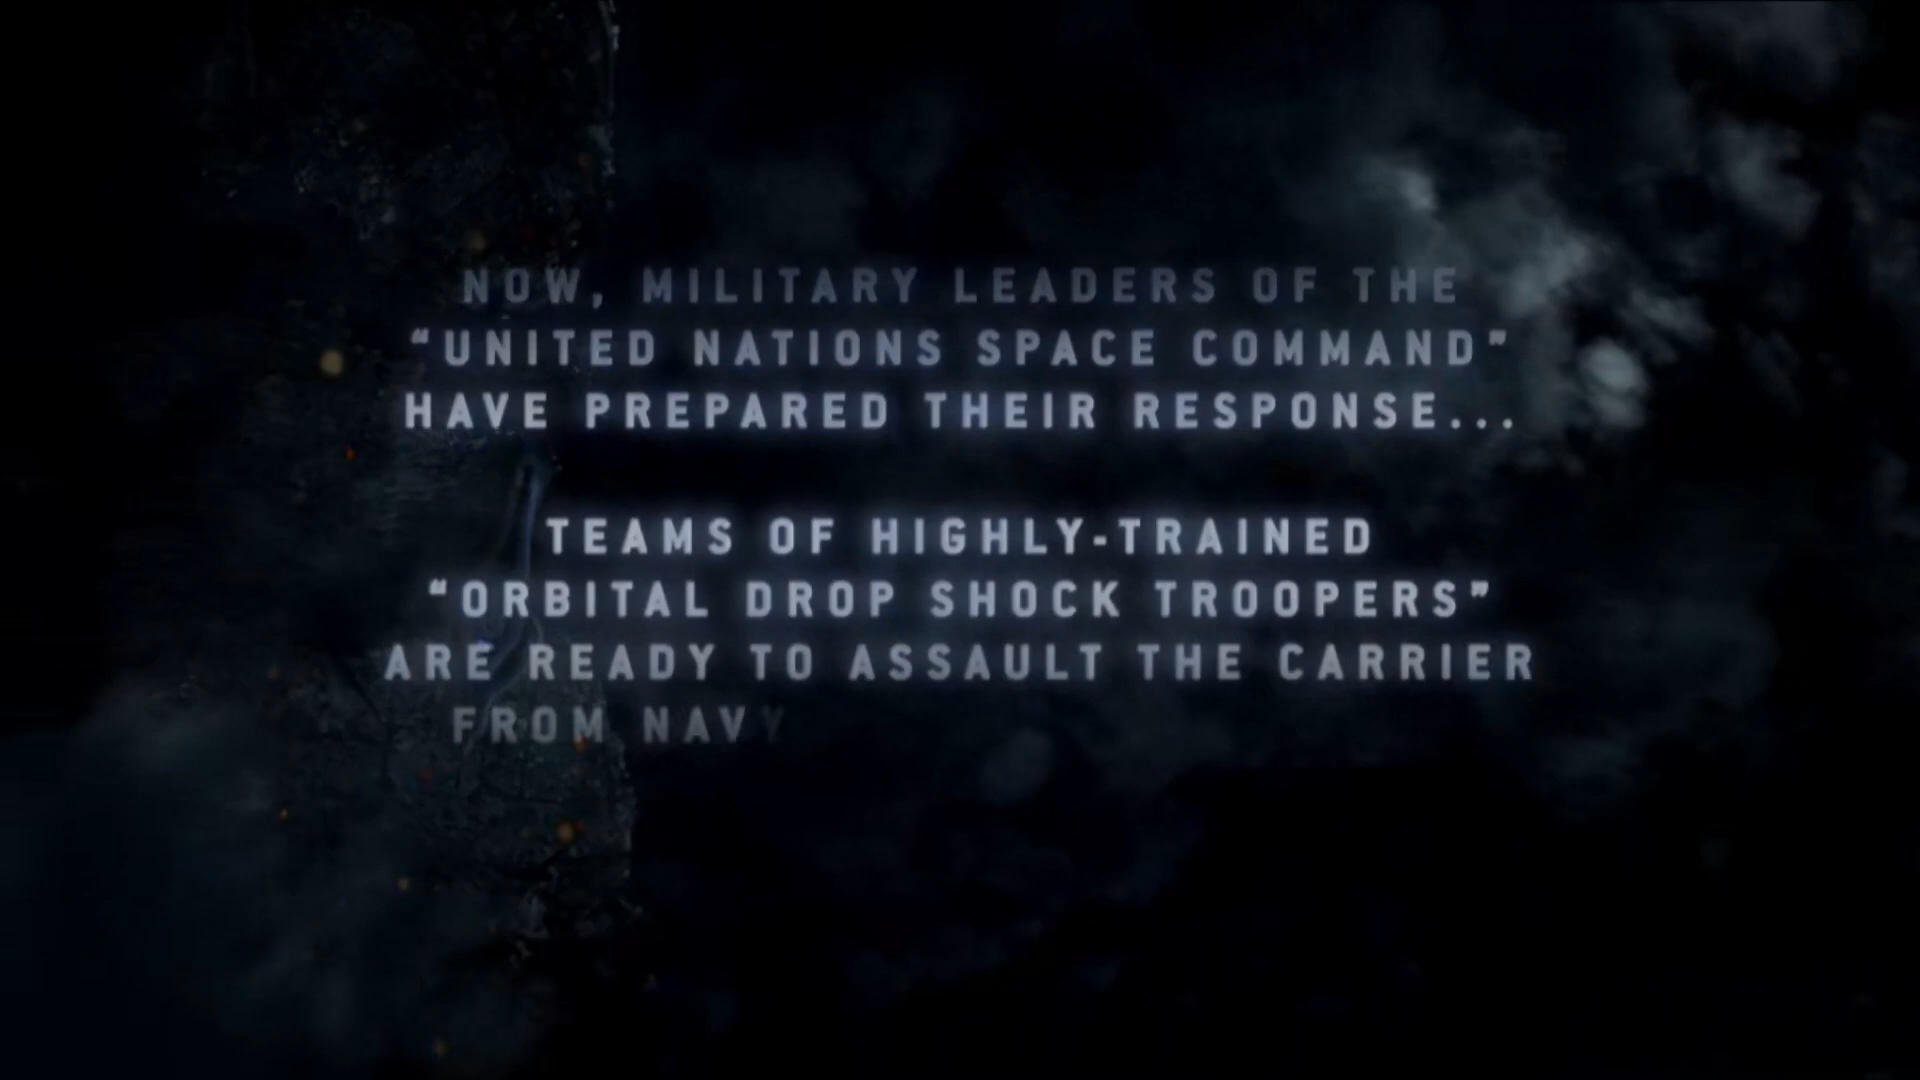 NOW, MILITARY LEADERS OF THE
“UNITED NATIONS SPACE COMMAND”
HAVE PREPARED THEIR RESPONSE...
TEAMS OF HIGHLY-TRAINED
“ORBITAL DROP SHOCK TROOPERS”
ARE READY TO ASSAULT THE CARRIER
FROM NAVY